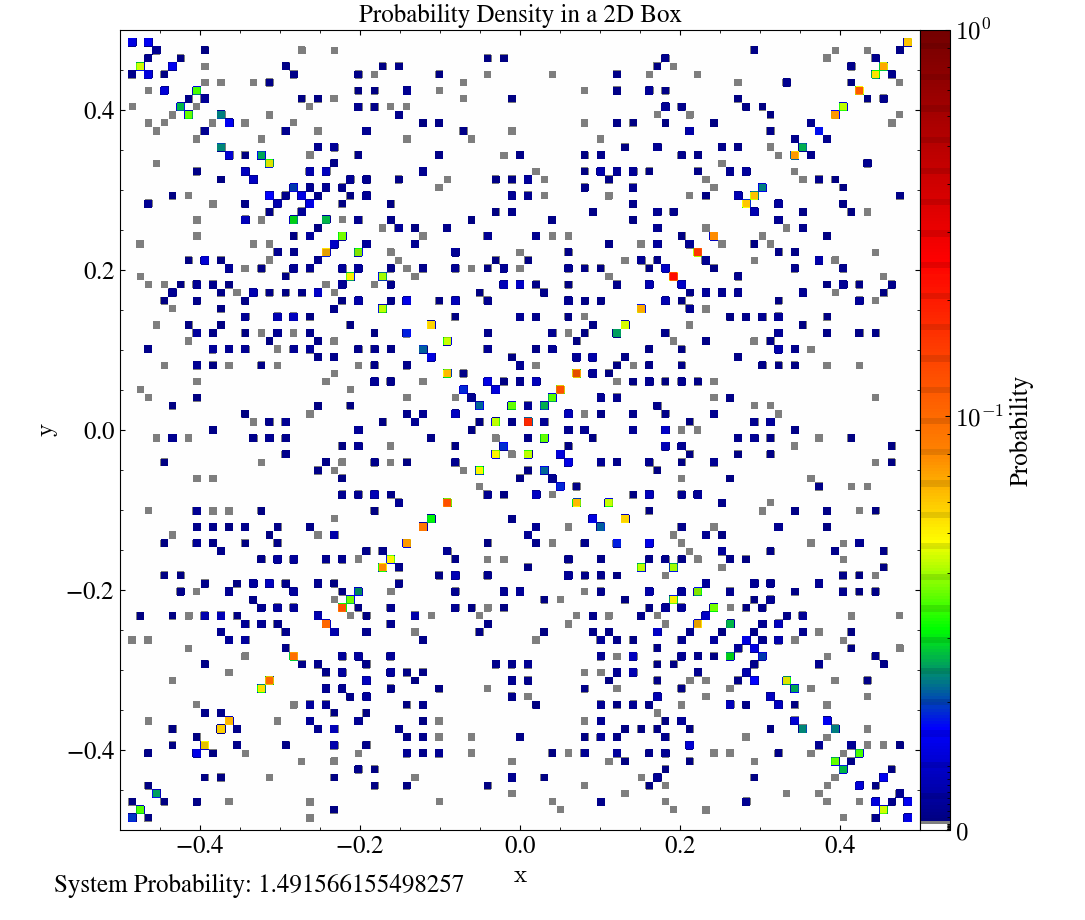 Probability Density in a 2D Box
10^0
0.4
0.2
0.0
y
10^-1
Probability
−0.2
−0.4
0
−0.4 −0.2 0.0 0.2 0.4
x
System Probability: 1.491566155498257